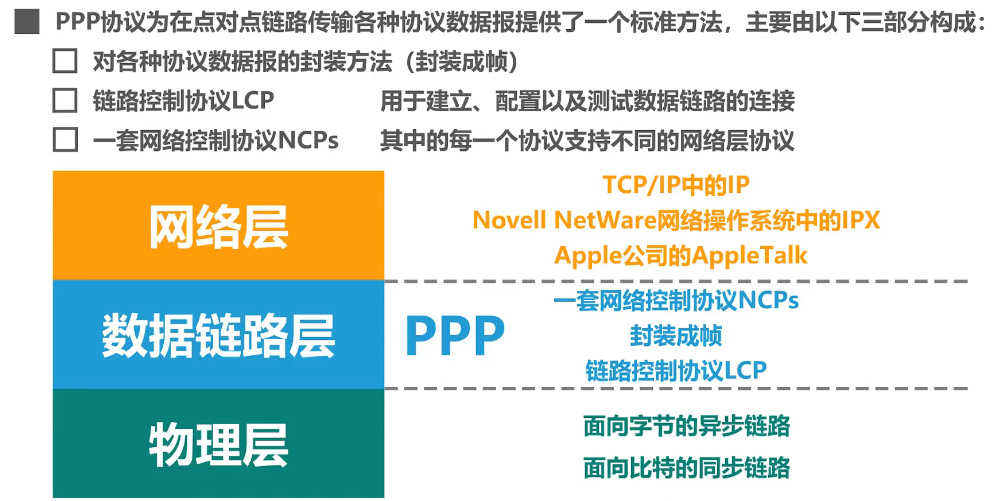 PPP协议为在点对点链路传输各种协议数据报提供了一个标准方法，主要由以下三部分构成：
对各种协议数据报的封装方法（封装成帧）
链路控制协议LCP 用于建立、配置以及测试数据链路的连接
一套网络控制协议NCPs 其中的每一个协议支持不同的网络层协议
网络层
TCP/IP中的IP
Novell NetWare网络操作系统中的IPX
Apple公司的AppleTalk
数据链路层
PPP
一套网络控制协议NCPs
封装成帧
链路控制协议LCP
物理层
面向字节的异步链路
面向比特的同步链路